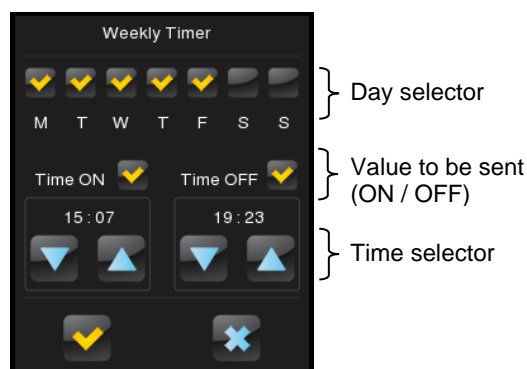 Weekly Timer
M T W T F S S
Day selector
Time ON Time OFF
Value to be sent
(ON / OFF)
15:07 19:23
Time selector